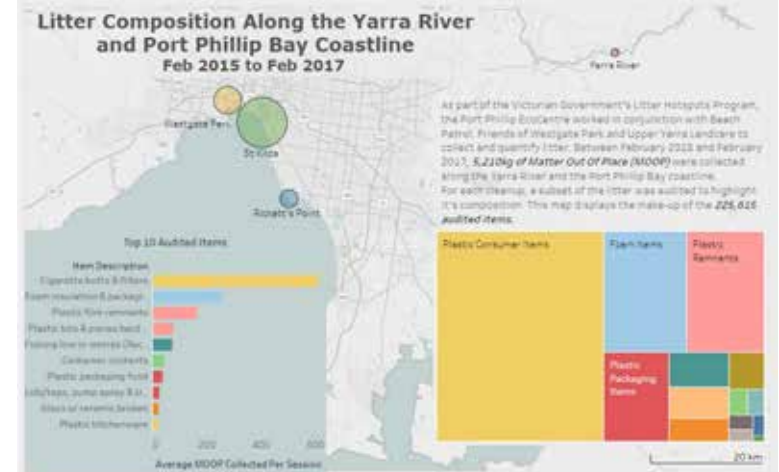 Litter Composition Along the Yarra River
and Port Phillip Bay Coastline
Feb 2015 to Feb 2017
Yarra River
Westgate Park
St Kilda
Ricketts Point
As part of the Victorian Government's Litter Hotspots Program,
the Port Phillip EcoCentre worked in conjunction with Beach
Patrol, Friends of Westgate Park and Upper Yarra Landcare to
collect and quantify litter. Between February 2015 and February
2017, 5,210kg of Matter Out Of Place (MOOP) were collected
along the Yarra River and the Port Phillip Bay coastline.
For each cleanup, a subset of the litter was audited to highlight
it's composition. This map displays the make-up of the 225,615
audited items.
Top 10 Audited Items
Item Description
Cigarette butts & filters
Foam insulation & packagi..
Plastic film remnants
Plastic bits & pieces hard..
Container contents
Plastic packaging food
Glass or ceramic broken
Plastic kitchenware
0 200 400 600
Average MOOP Collected Per Session
Plastic Consumer Items
Foam Items
Plastic
Remnants
Plastic
Packaging
Items
20 km